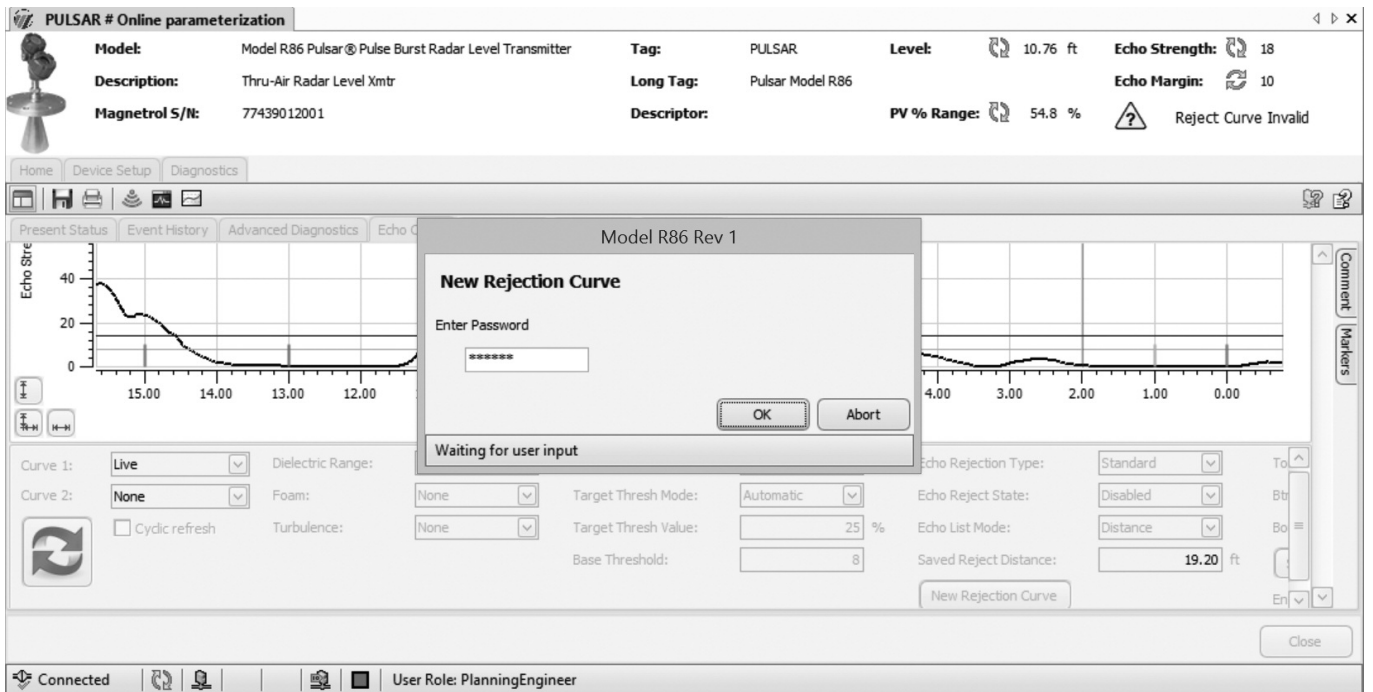 PULSAR # Online parameterization
Model: Model R86 Pulsar® Pulse Burst Radar Level Transmitter Tag: PULSAR Level: 10.76 ft Echo Strength: 18
Description: Thru-Air Radar Level Xmtr Long Tag: Pulsar Model R86 Echo Margin: 10
Magnetrol S/N: 77439012001 Descriptor: PV % Range: 54.8 % Reject Curve Invalid
Home Device Setup Diagnostics
Present Status Event History Advanced Diagnostics Echo
Echo Stre
40
20
0
15.00 14.00 13.00 12.00 4.00 3.00 2.00 1.00 0.00
Comment
Markers
Model R86 Rev 1
New Rejection Curve
Enter Password
******
OK Abort
Waiting for user input
Curve 1: Live Dielectric Range: Echo Rejection Type: Standard
Curve 2: None Foam: None Target Thresh Mode: Automatic Echo Reject State: Disabled
Cyclic refresh Turbulence: None Target Thresh Value: 25 % Echo List Mode: Distance
Base Threshold: 8 Saved Reject Distance: 19.20 ft
New Rejection Curve
Close
Connected User Role: PlanningEngineer